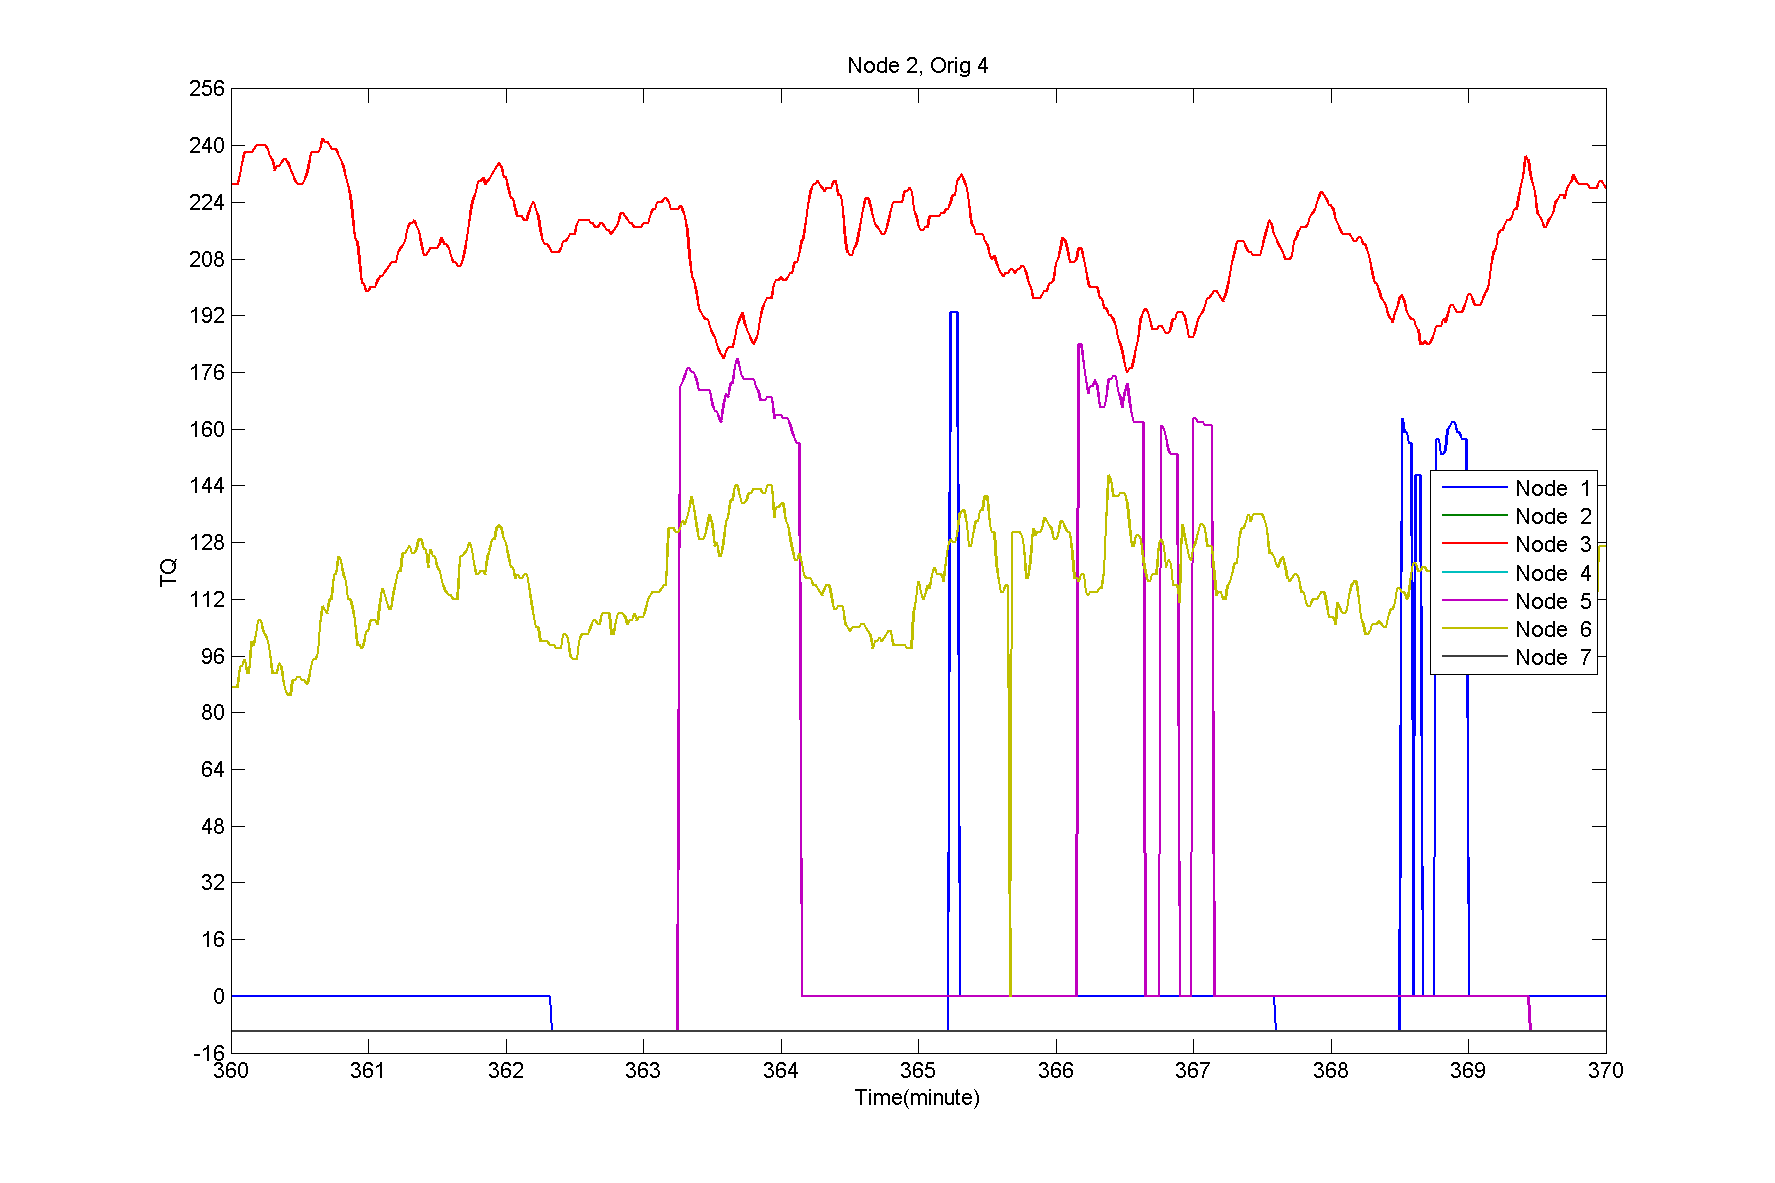 Node 2, Orig 4
256
240
224
208
192
176
160
144
128
112
96
80
64
48
32
16
0
-16
TQ
Node 1
Node 2
Node 3
Node 4
Node 5
Node 6
Node 7
360 361 362 363 364 365 366 367 368 369 370
Time(minute)